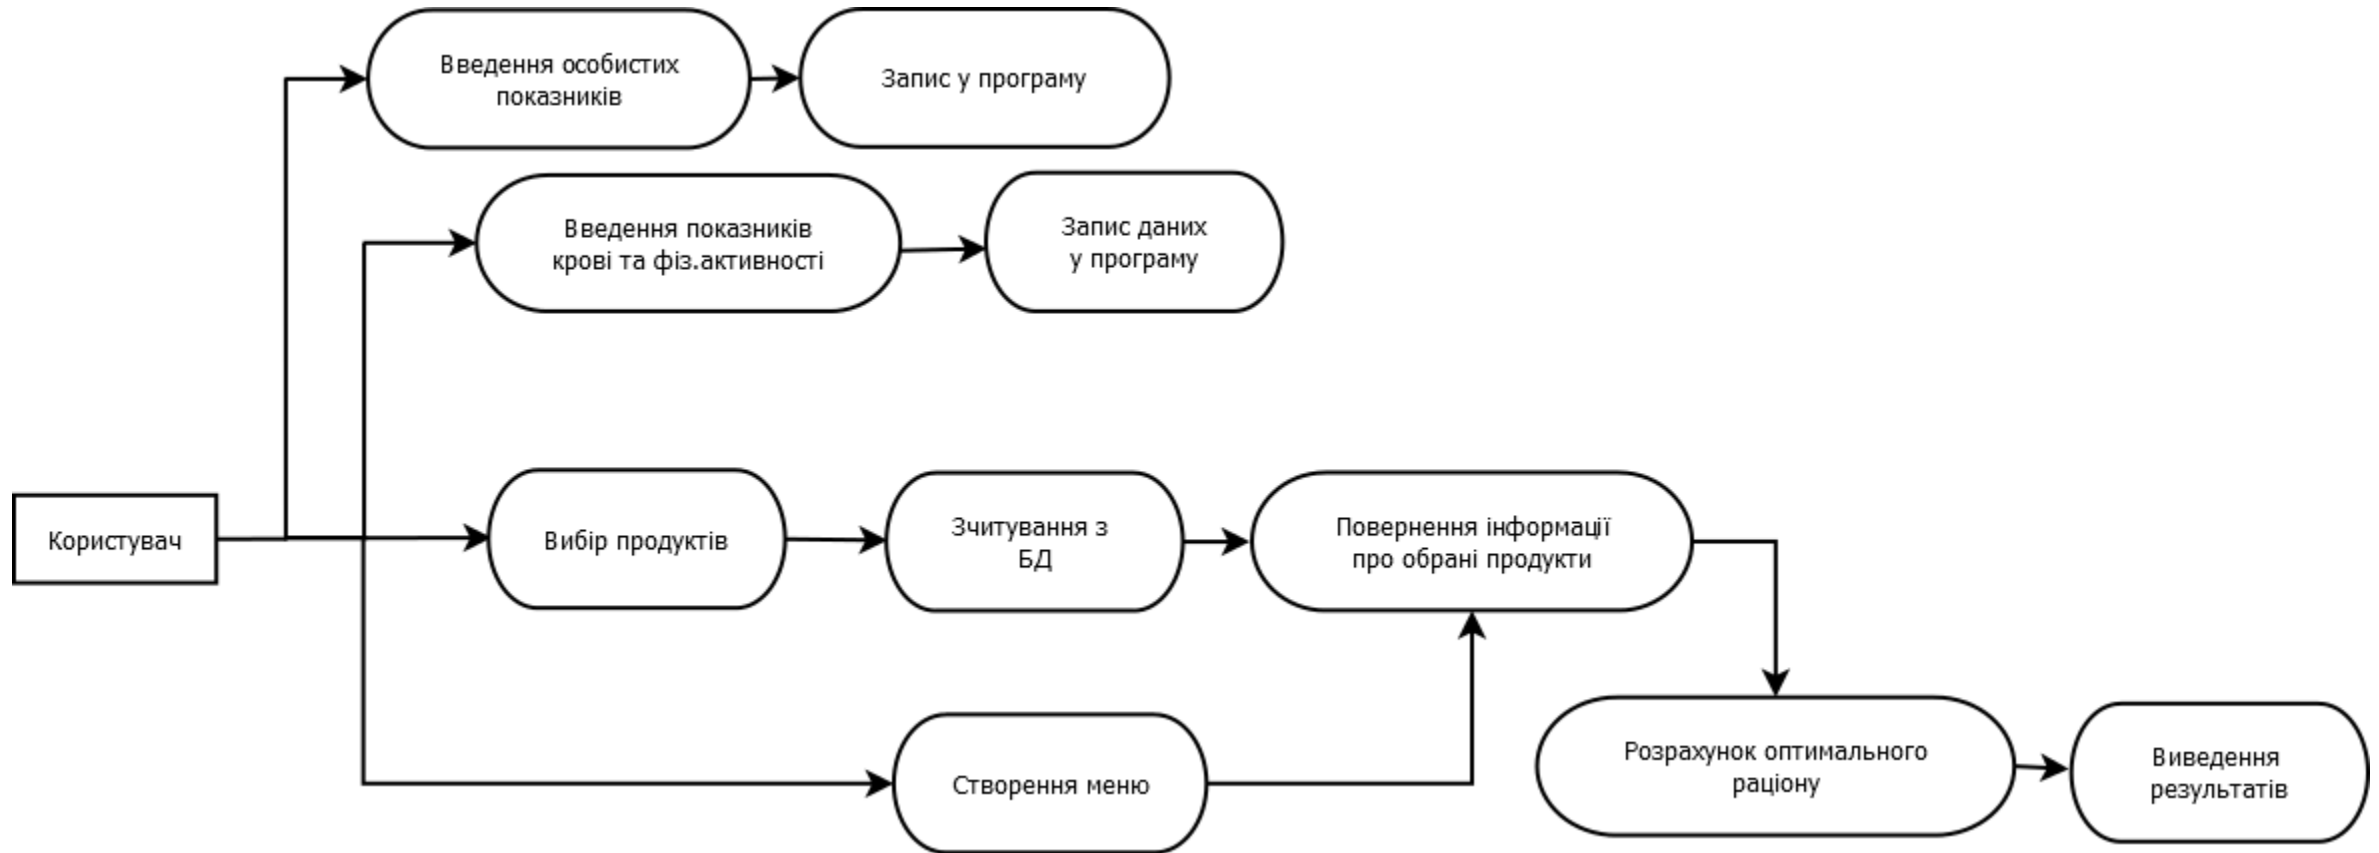 Введення особистих
показників
Запис у програму
Введення показників
крові та фіз.активності
Запис даних
у програму
Користувач
Вибір продуктів
Зчитування з
БД
Повернення інформації
про обрані продукти
Створення меню
Розрахунок оптимального
раціону
Виведення
результатів